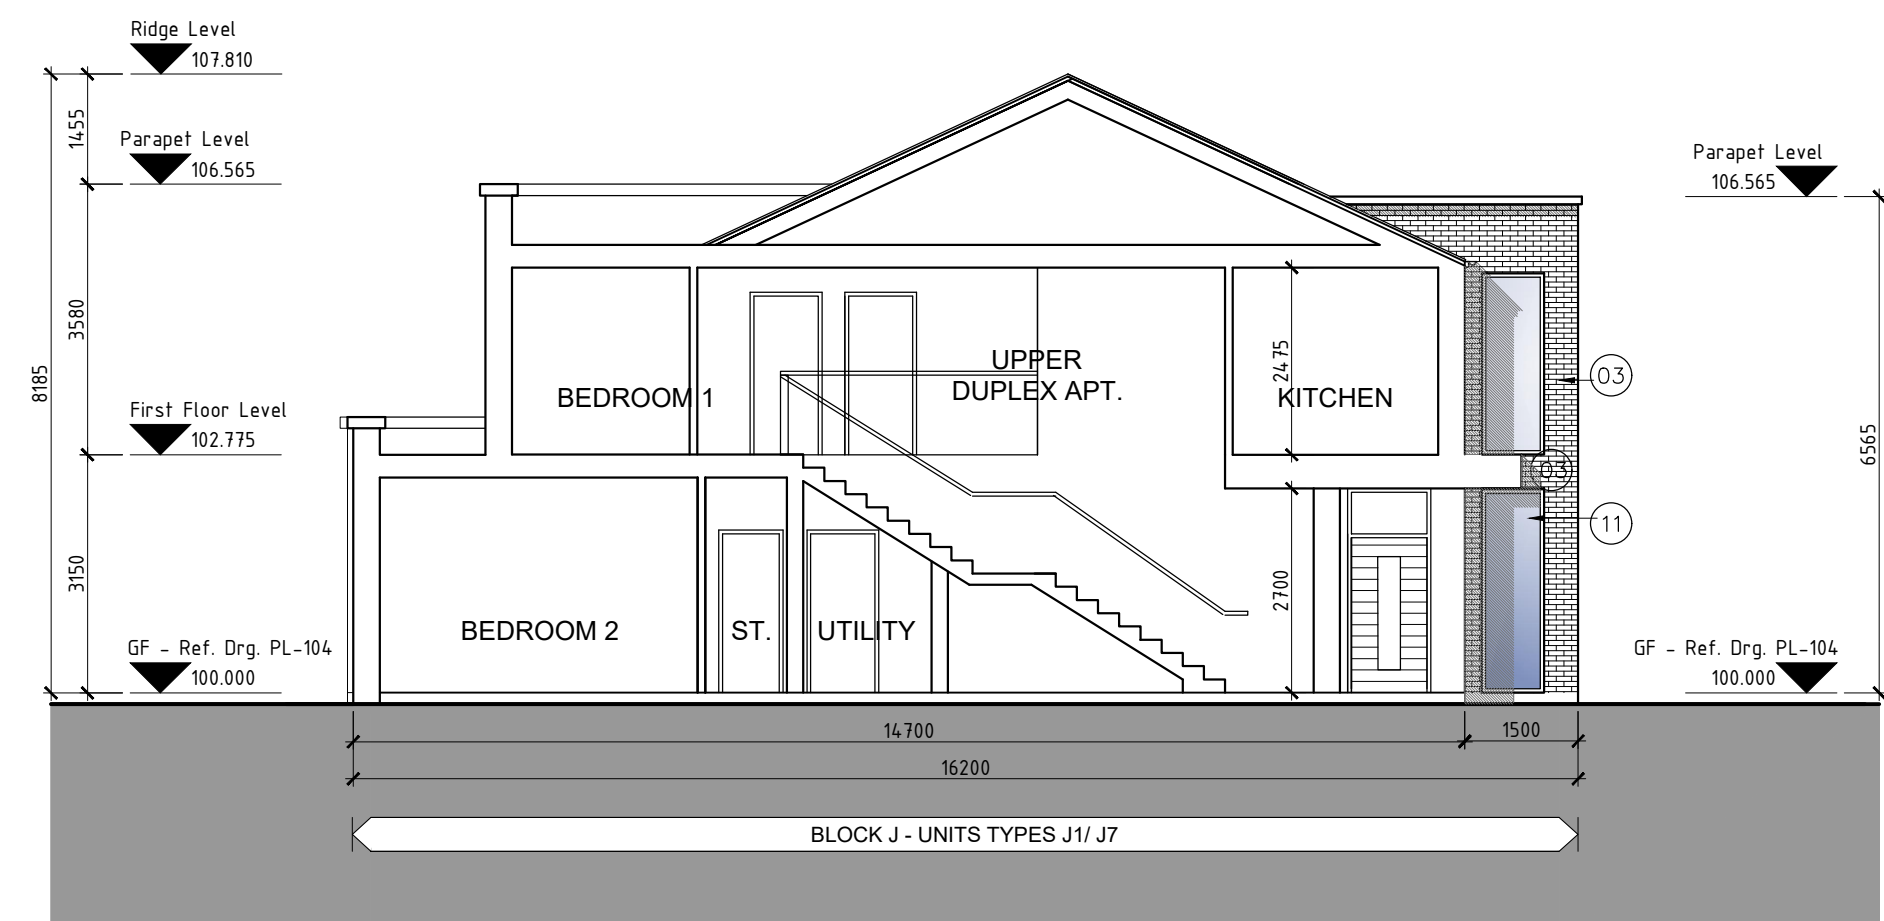 Ridge Level
107.810
1455
Parapet Level
106.565
Parapet Level
106.565
3580
8185
First Floor Level
102.775
3150
GF - Ref. Drg. PL-104
100.000
BEDROOM 1
UPPER
DUPLEX APT.
2475
KITCHEN
03
03
11
6565
BEDROOM 2
ST.
UTILITY
2700
GF - Ref. Drg. PL-104
100.000
14700
1500
16200
BLOCK J - UNITS TYPES J1/ J7